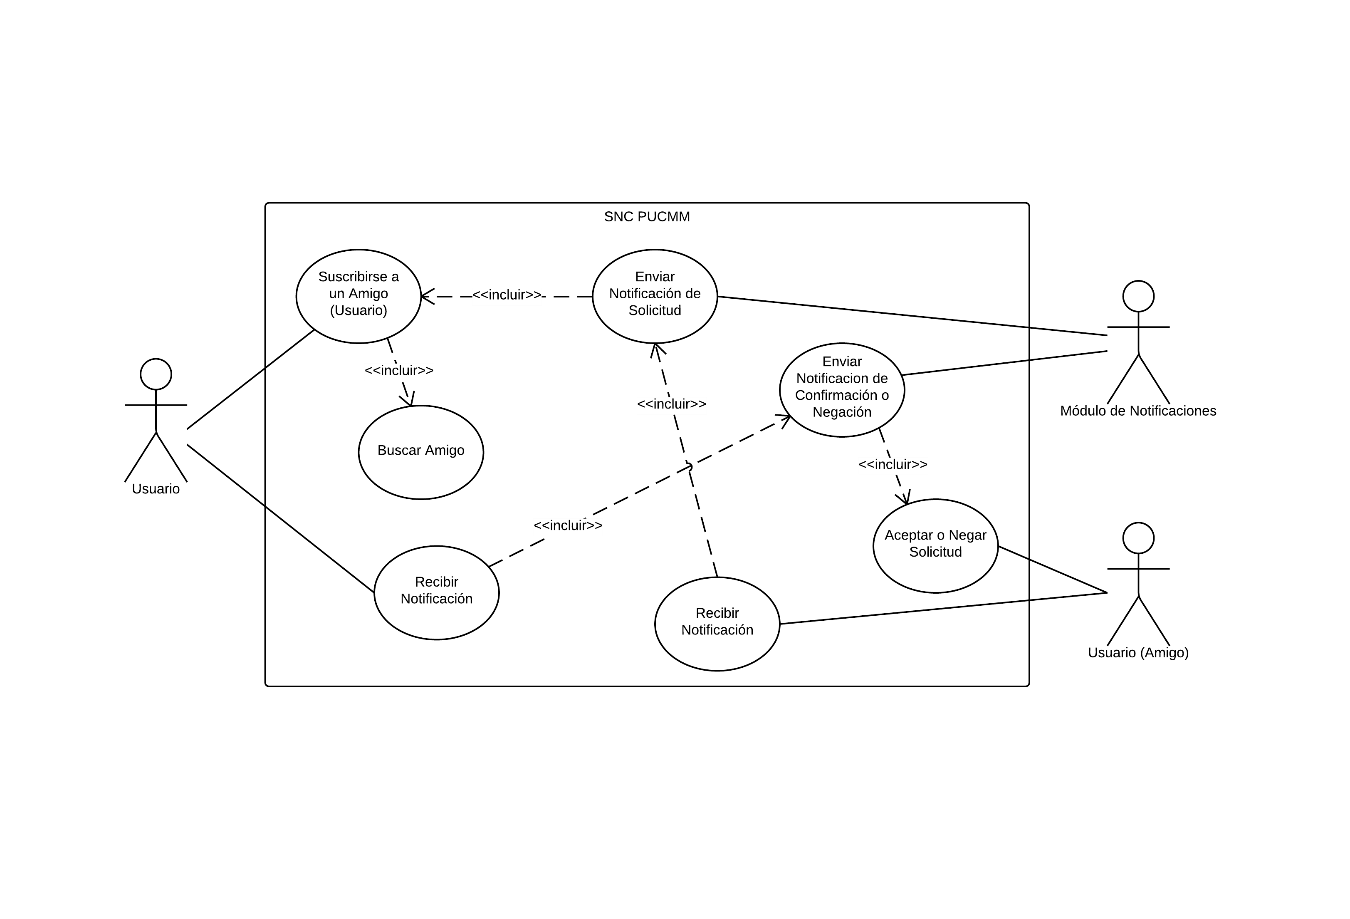 SNC PUCMM
Suscribirse a
un Amigo
(Usuario)
<<incluir>>
Enviar
Notificación de
Solicitud
<<incluir>>
Buscar Amigo
<<incluir>>
Enviar
Notificacion de
Confirmación o
Negación
Módulo de Notificaciones
Usuario
<<incluir>>
<<incluir>>
Aceptar o Negar
Solicitud
Recibir
Notificación
Recibir
Notificación
Usuario (Amigo)